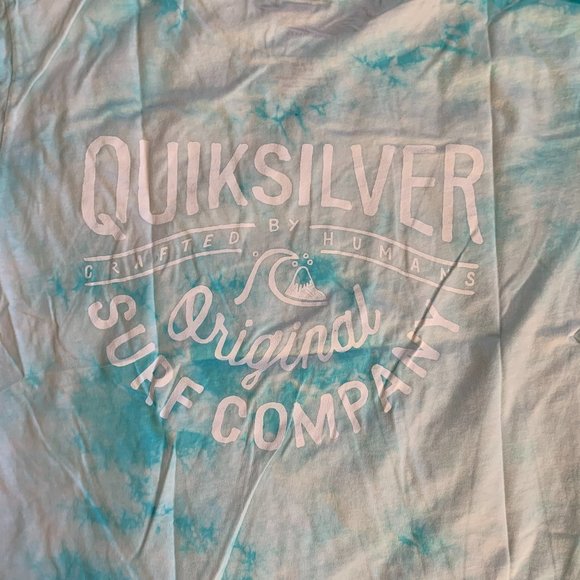 QUIKSILVER
CRAFTED BY HUMANS
Original
SURF COMPANY